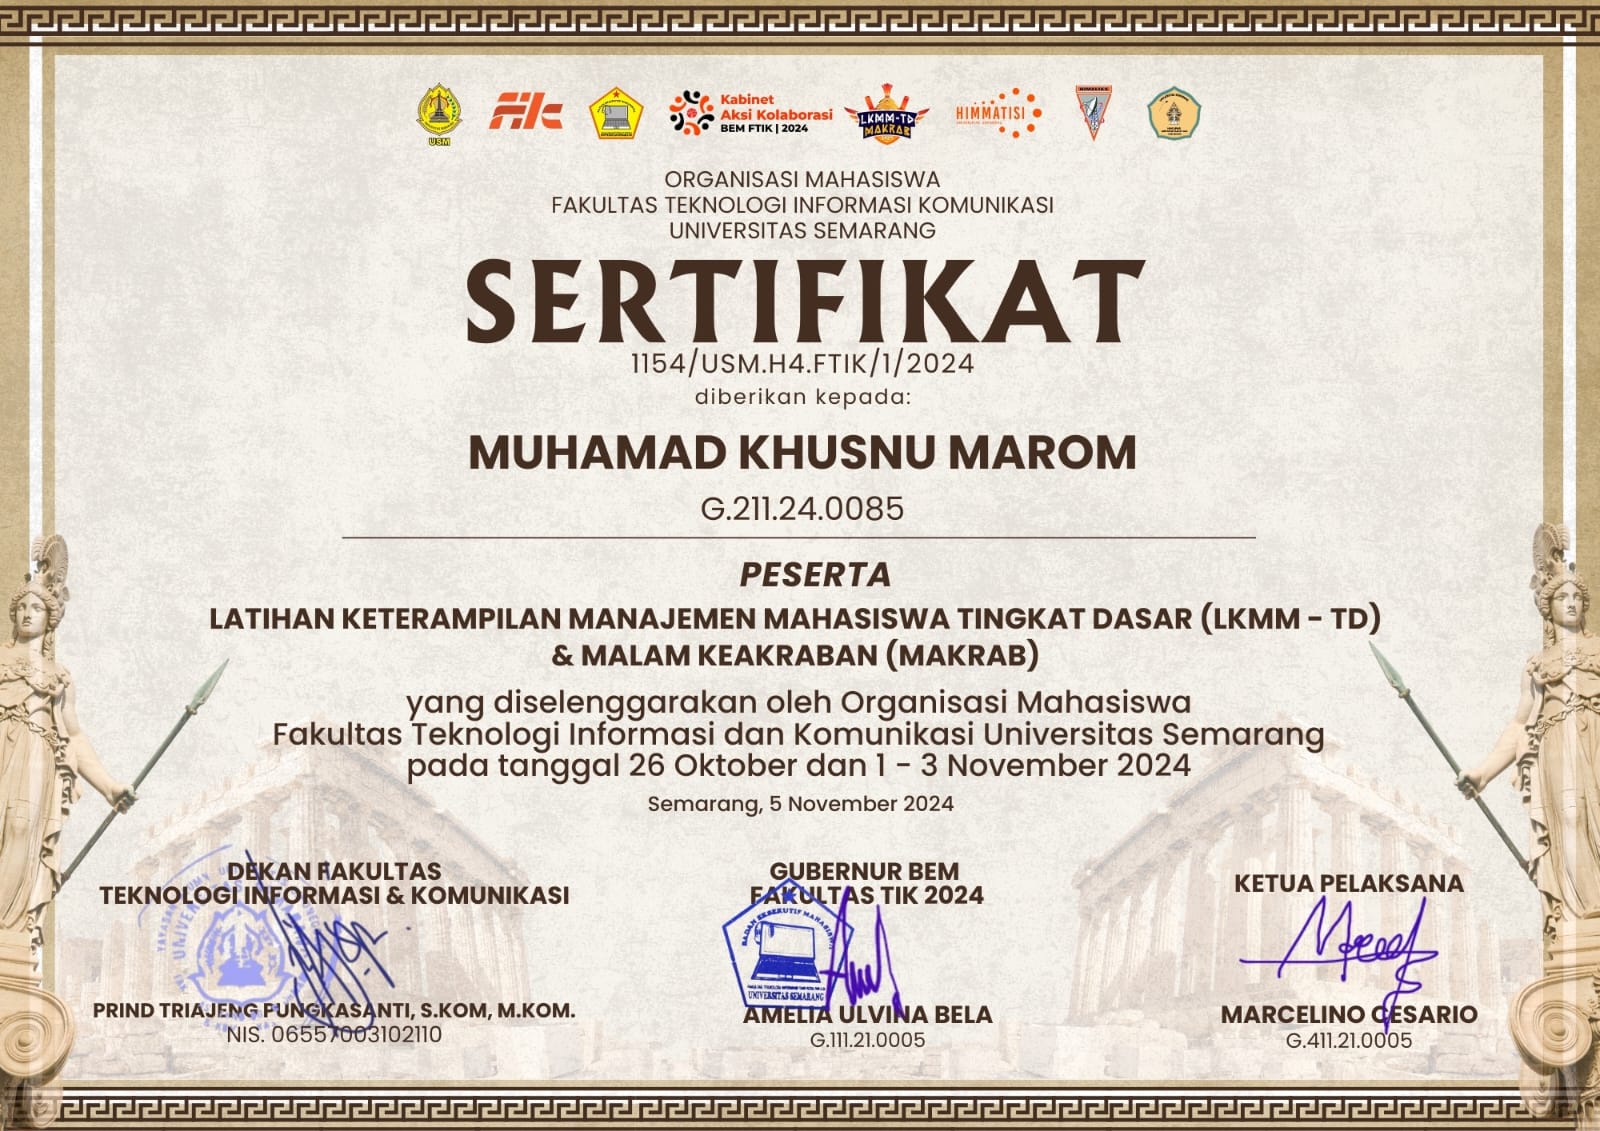 USM
Ftik
Kabinet
Aksi Kolaborasi
BEM FTIK | 2024
LKMM-TD
MAKRAB
HIMMATISI
ORGANISASI MAHASISWA
FAKULTAS TEKNOLOGI INFORMASI KOMUNIKASI
UNIVERSITAS SEMARANG
SERTIFIKAT
1154/USM.H4.FTIK/1/2024
diberikan kepada:
MUHAMAD KHUSNU MAROM
G.211.24.0085
PESERTA
LATIHAN KETERAMPILAN MANAJEMEN MAHASISWA TINGKAT DASAR (LKMM - TD)
& MALAM KEAKRABAN (MAKRAB)
yang diselenggarakan oleh Organisasi Mahasiswa
Fakultas Teknologi Informasi dan Komunikasi Universitas Semarang
pada tanggal 26 Oktober dan 1 - 3 November 2024
Semarang, 5 November 2024
DEKAN FAKULTAS
TEKNOLOGI INFORMASI & KOMUNIKASI
PRIND TRIAJENG PUNGKASANTI, S.KOM, M.KOM.
NIS. 06557003102110
GUBERNUR BEM
FAKULTAS TIK 2024
BADAN EKSEKUTIF MAHASISWA
UNIVERSITAS SEMARANG
AMELIA ULVINA BELA
G.111.21.0005
KETUA PELAKSANA
MARCELINO CESARIO
G.411.21.0005